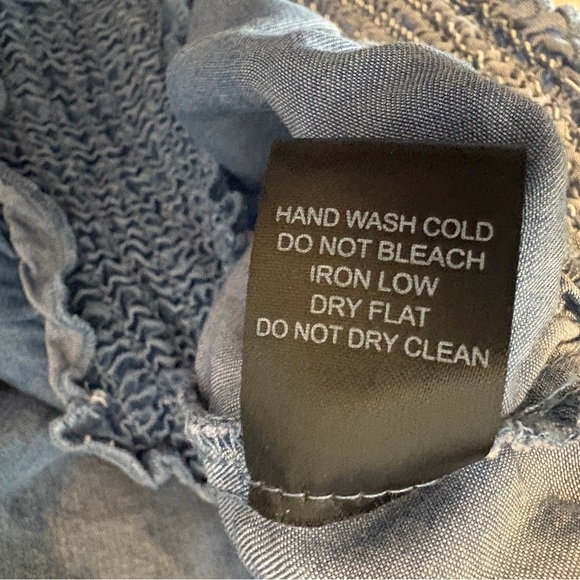 HAND WASH COLD
DO NOT BLEACH
IRON LOW
DRY FLAT
DO NOT DRY CLEAN